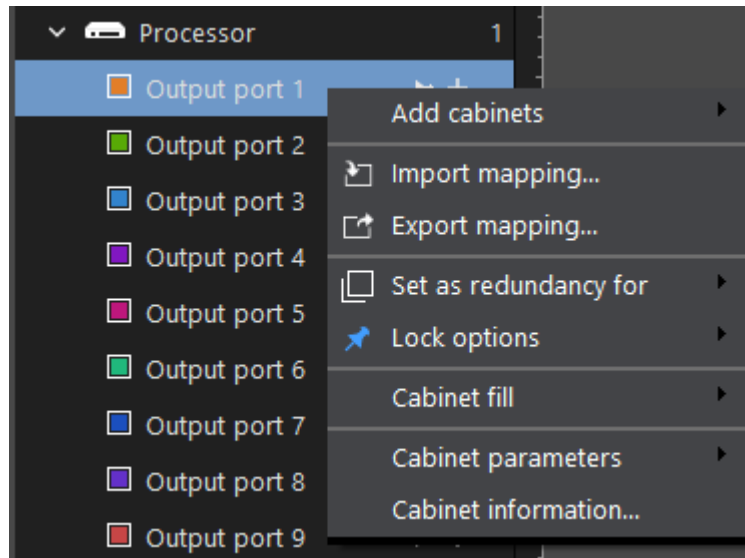 Processor 1
Output port 1
Output port 2
Output port 3
Output port 4
Output port 5
Output port 6
Output port 7
Output port 8
Output port 9
Add cabinets
Import mapping...
Export mapping...
Set as redundancy for
Lock options
Cabinet fill
Cabinet parameters
Cabinet information...